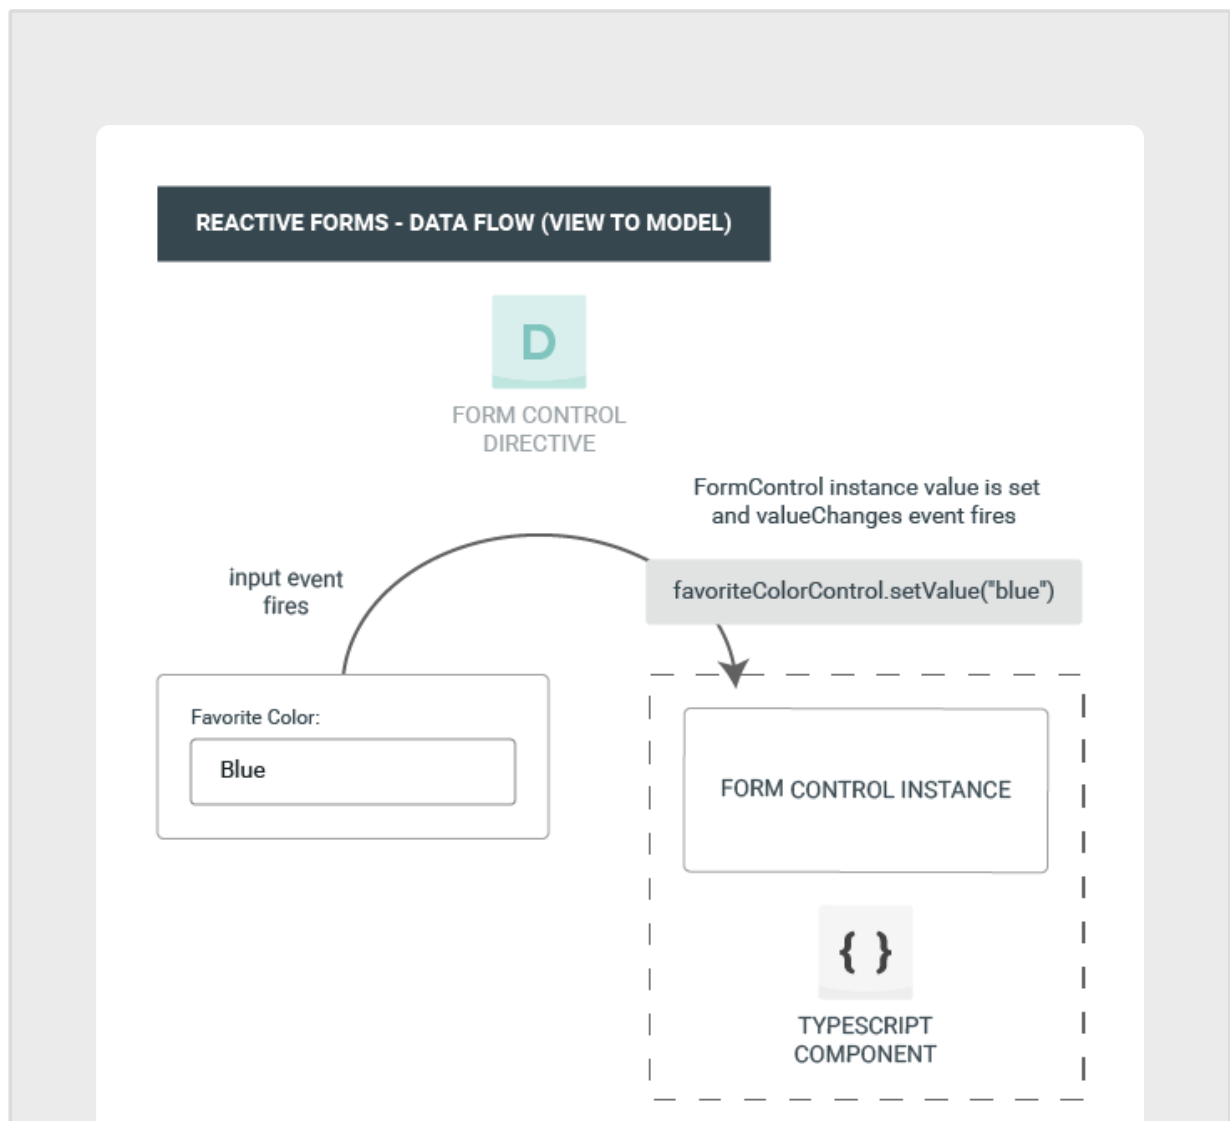 REACTIVE FORMS - DATA FLOW (VIEW TO MODEL)
D
FORM CONTROL
DIRECTIVE
FormControl instance value is set
and valueChanges event fires
input event
fires
favoriteColorControl.setValue("blue")
Favorite Color:
Blue
FORM CONTROL INSTANCE
{ }
TYPESCRIPT
COMPONENT